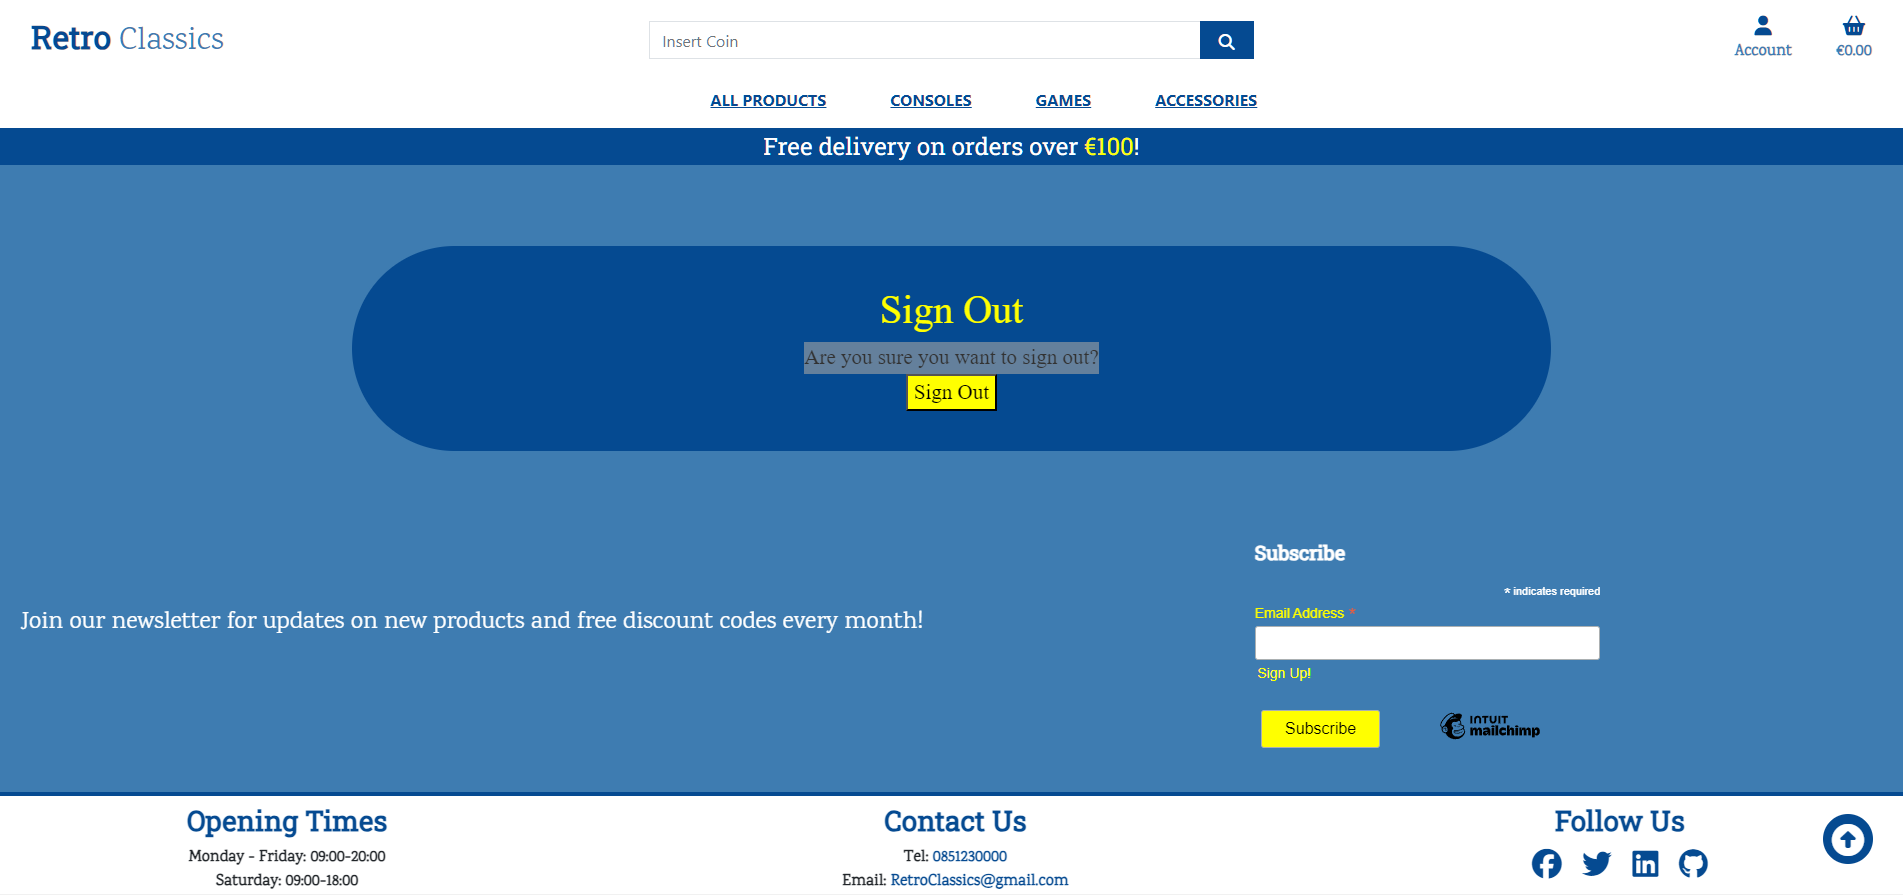 Retro Classics
Insert Coin
Account
€0.00
ALL PRODUCTS
CONSOLES
GAMES
ACCESSORIES
Free delivery on orders over €100!
Sign Out
Are you sure you want to sign out?
Sign Out
Join our newsletter for updates on new products and free discount codes every month!
Subscribe
* indicates required
Email Address *
Sign Up!
Subscribe
INTUIT
mailchimp
Opening Times
Monday - Friday: 09:00-20:00
Saturday: 09:00-18:00
Contact Us
Tel: 0851230000
Email: RetroClassics@gmail.com
Follow Us